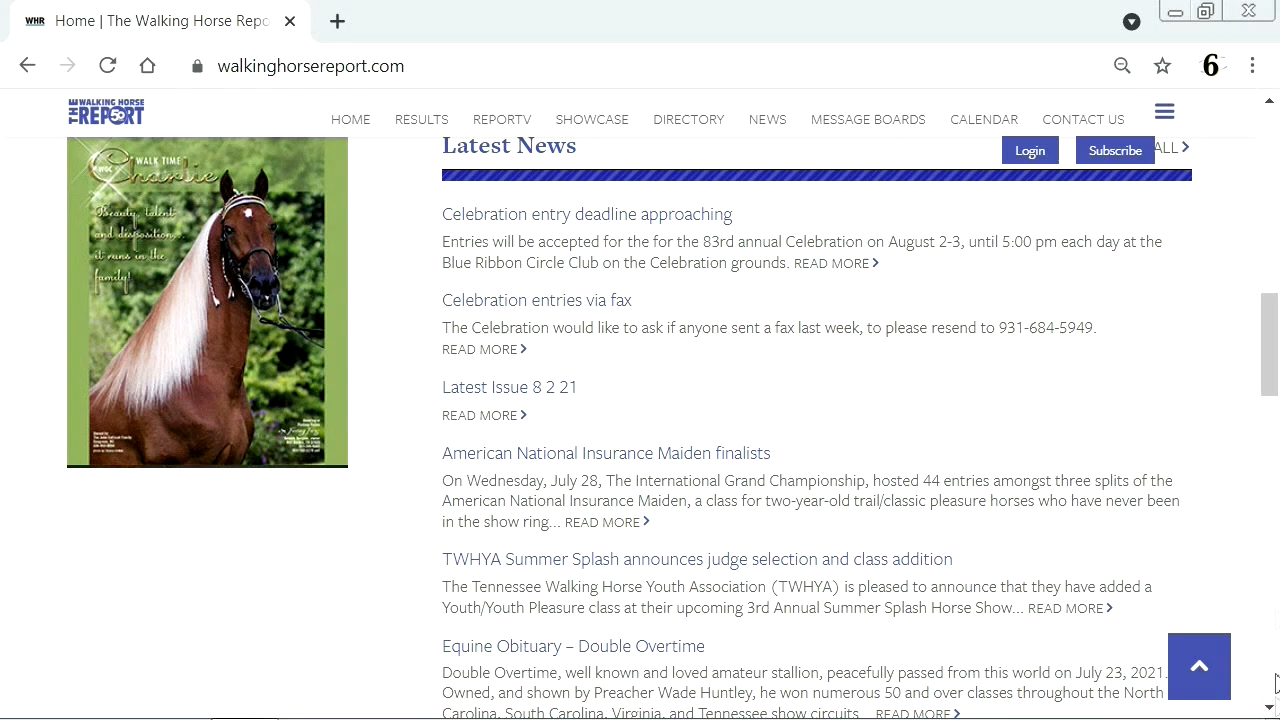 WHR Home | The Walking Horse Repo
walkinghorsereport.com
6
THE WALKING HORSE REPORT 50
HOME RESULTS REPORTV SHOWCASE DIRECTORY NEWS MESSAGE BOARDS CALENDAR CONTACT US
Login Subscribe
WALK TIME
WGC Charlie
Beauty, talent
and disposition...
it runs in the
family!
Latest News
ALL
Celebration entry deadline approaching
Entries will be accepted for the for the 83rd annual Celebration on August 2-3, until 5:00 pm each day at the
Blue Ribbon Circle Club on the Celebration grounds. READ MORE
Celebration entries via fax
The Celebration would like to ask if anyone sent a fax last week, to please resend to 931-684-5949.
READ MORE
Latest Issue 8 2 21
READ MORE
American National Insurance Maiden finalists
On Wednesday, July 28, The International Grand Championship, hosted 44 entries amongst three splits of the
American National Insurance Maiden, a class for two-year-old trail/classic pleasure horses who have never been
in the show ring... READ MORE
TWHYA Summer Splash announces judge selection and class addition
The Tennessee Walking Horse Youth Association (TWHYA) is pleased to announce that they have added a
Youth/Youth Pleasure class at their upcoming 3rd Annual Summer Splash Horse Show... READ MORE
Equine Obituary – Double Overtime
Double Overtime, well known and loved amateur stallion, peacefully passed from this world on July 23, 2021.
Owned, and shown by Preacher Wade Huntley, he won numerous 50 and over classes throughout the North
Carolina, South Carolina, Virginia, and Tennessee show circuits... READ MORE